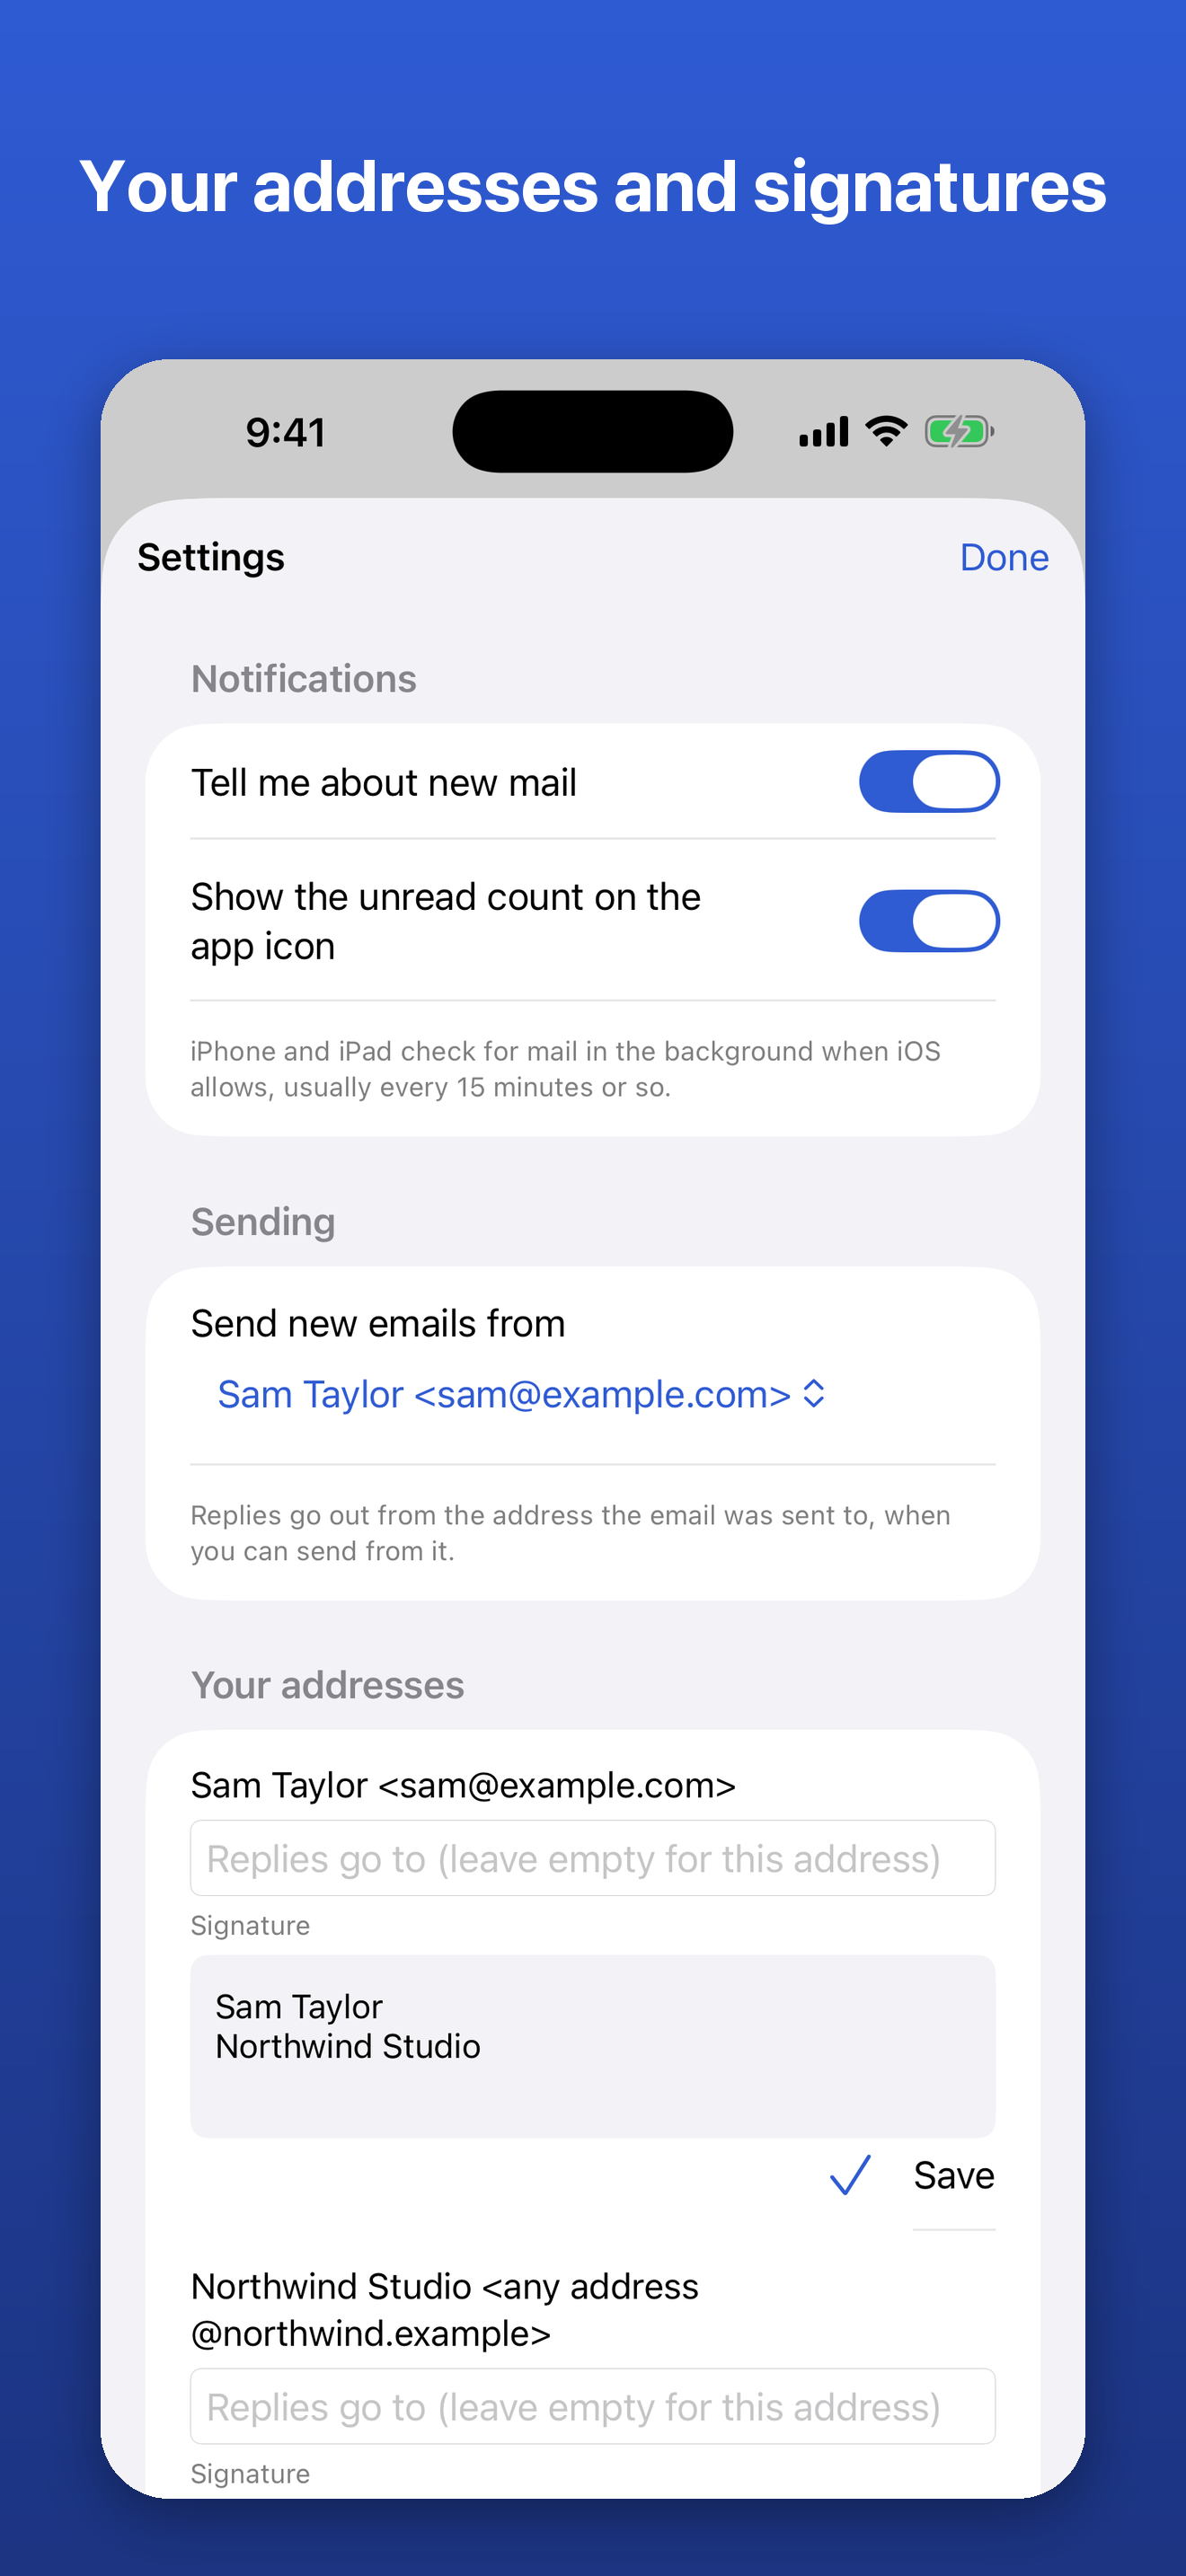 Your addresses and signatures
9:41
Settings
Done
Notifications
Tell me about new mail
Show the unread count on the
app icon
iPhone and iPad check for mail in the background when iOS
allows, usually every 15 minutes or so.
Sending
Send new emails from
Sam Taylor <sam@example.com>
Replies go out from the address the email was sent to, when
you can send from it.
Your addresses
Sam Taylor <sam@example.com>
Replies go to (leave empty for this address)
Signature
Sam Taylor
Northwind Studio
Save
Northwind Studio <any address
@northwind.example>
Replies go to (leave empty for this address)
Signature